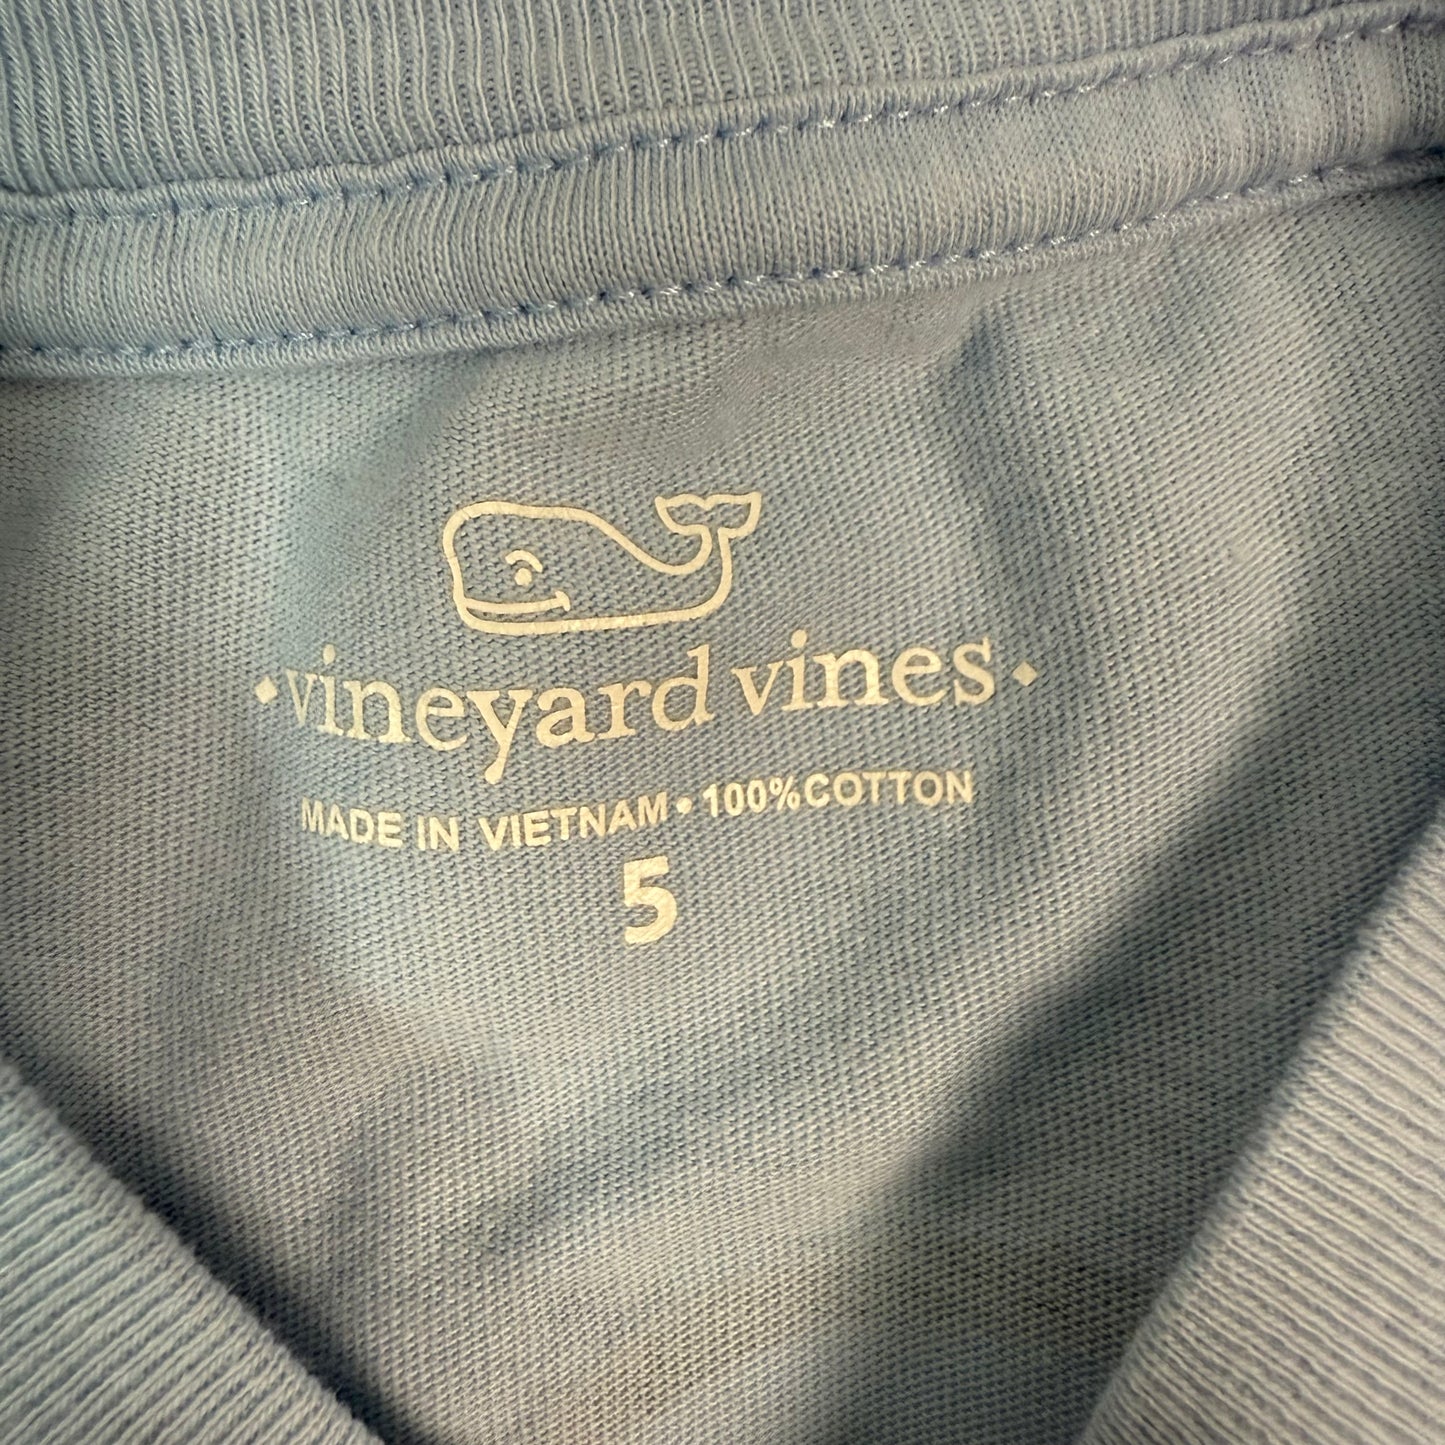 •vineyard vines•
MADE IN VIETNAM • 100%COTTON
5